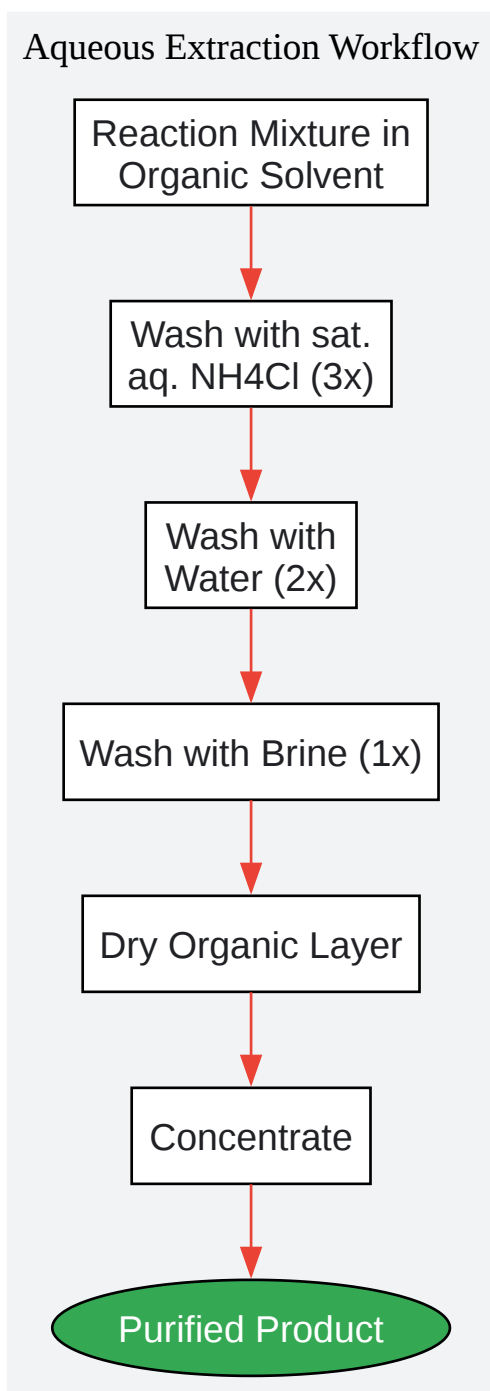 Aqueous Extraction Workflow
Reaction Mixture in
Organic Solvent
Wash with sat.
aq. NH4Cl (3x)
Wash with
Water (2x)
Wash with Brine (1x)
Dry Organic Layer
Concentrate
Purified Product